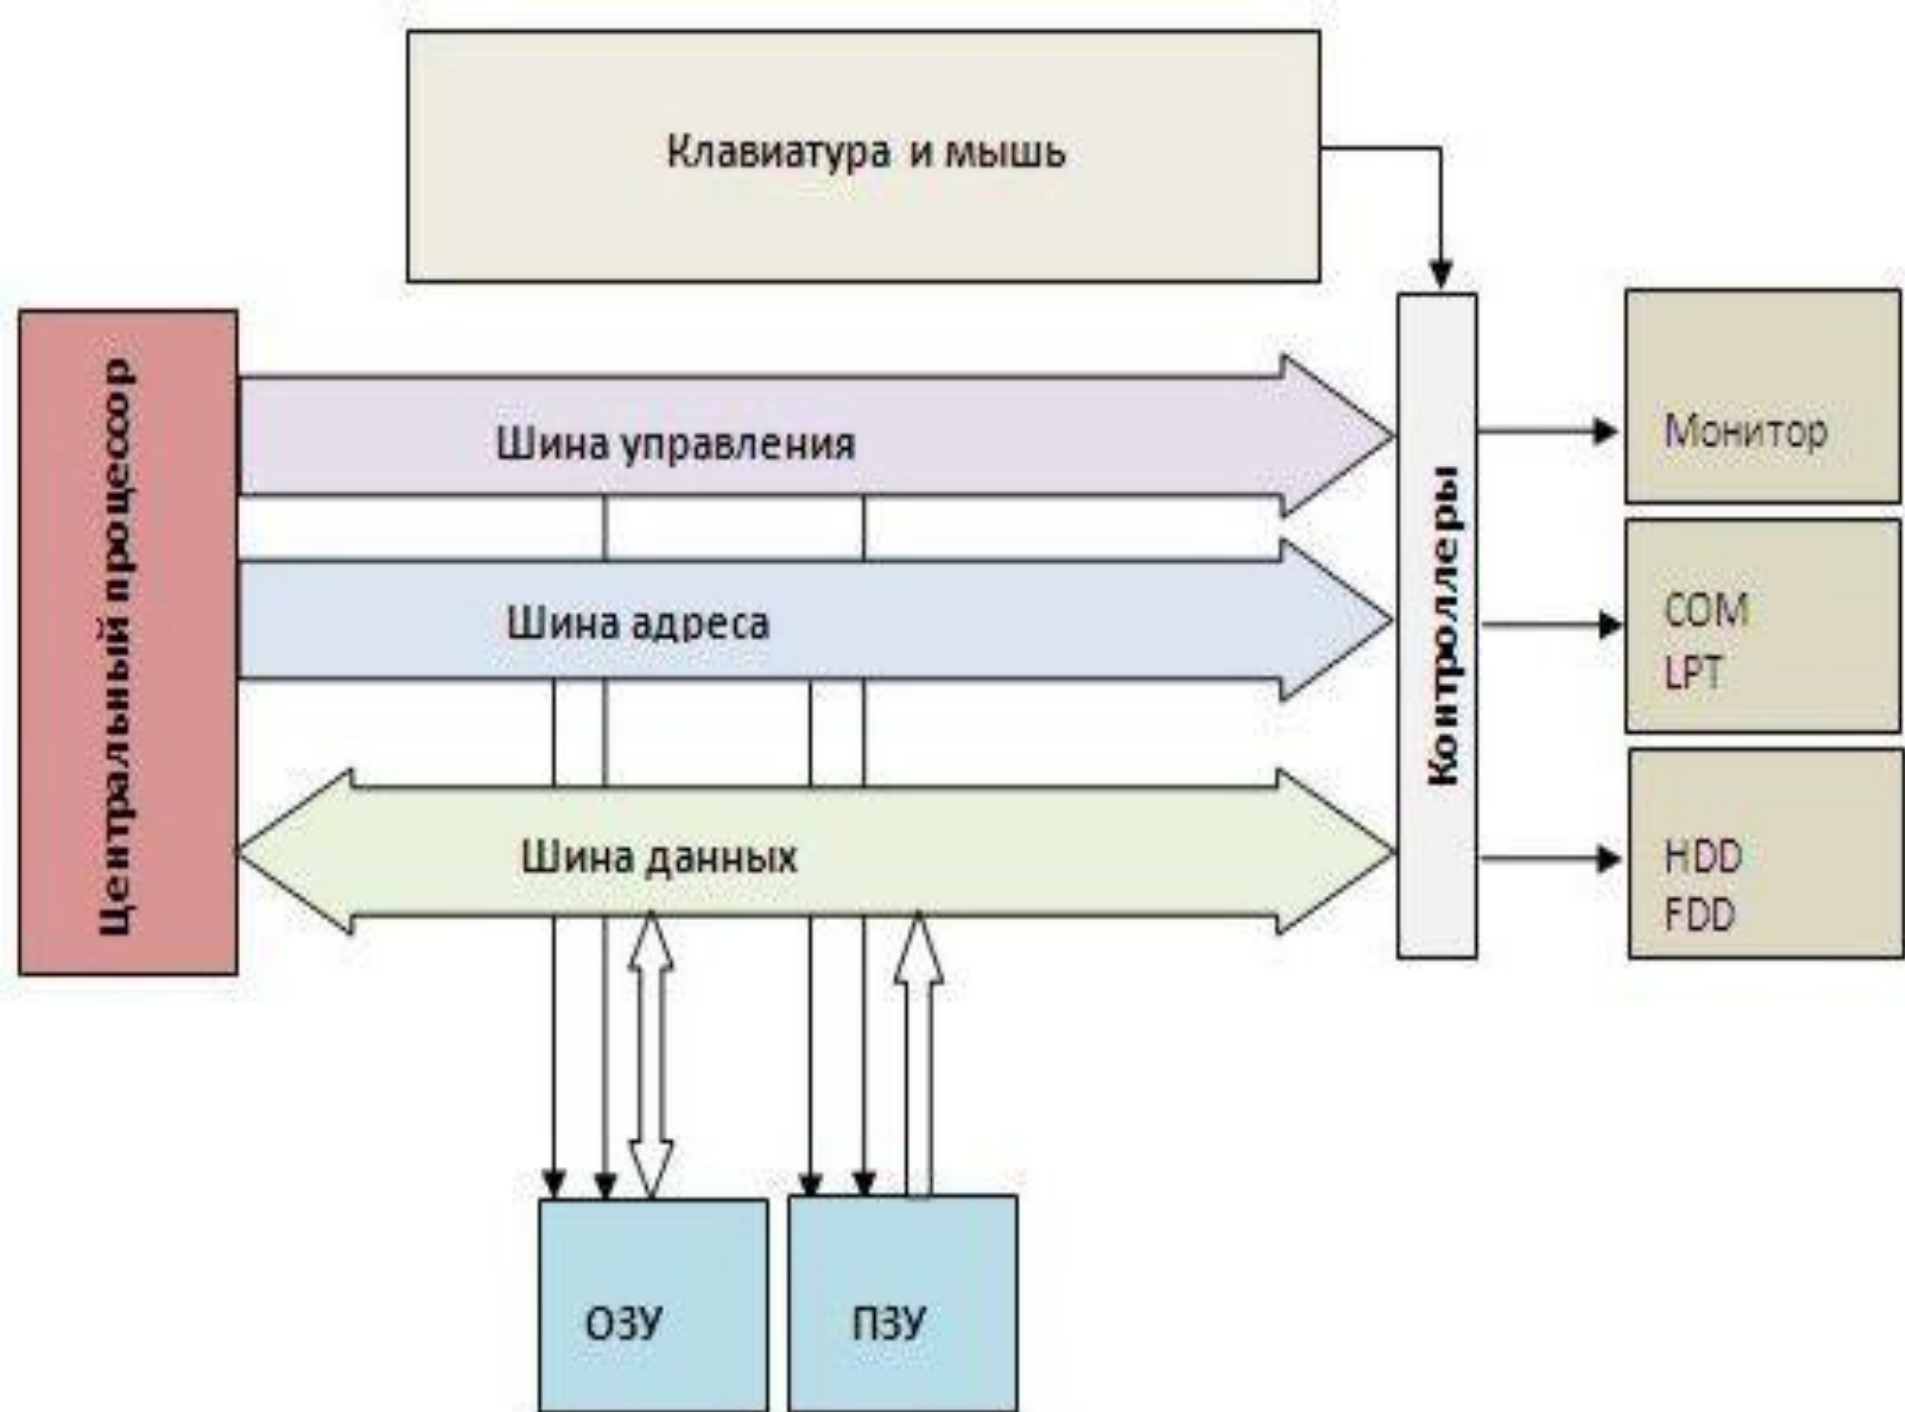 Клавиатура и мышь
Центральный процессор
Шина управления
Шина адреса
Шина данных
Контроллеры
Монитор
COM
LPT
HDD
FDD
ОЗУ
ПЗУ